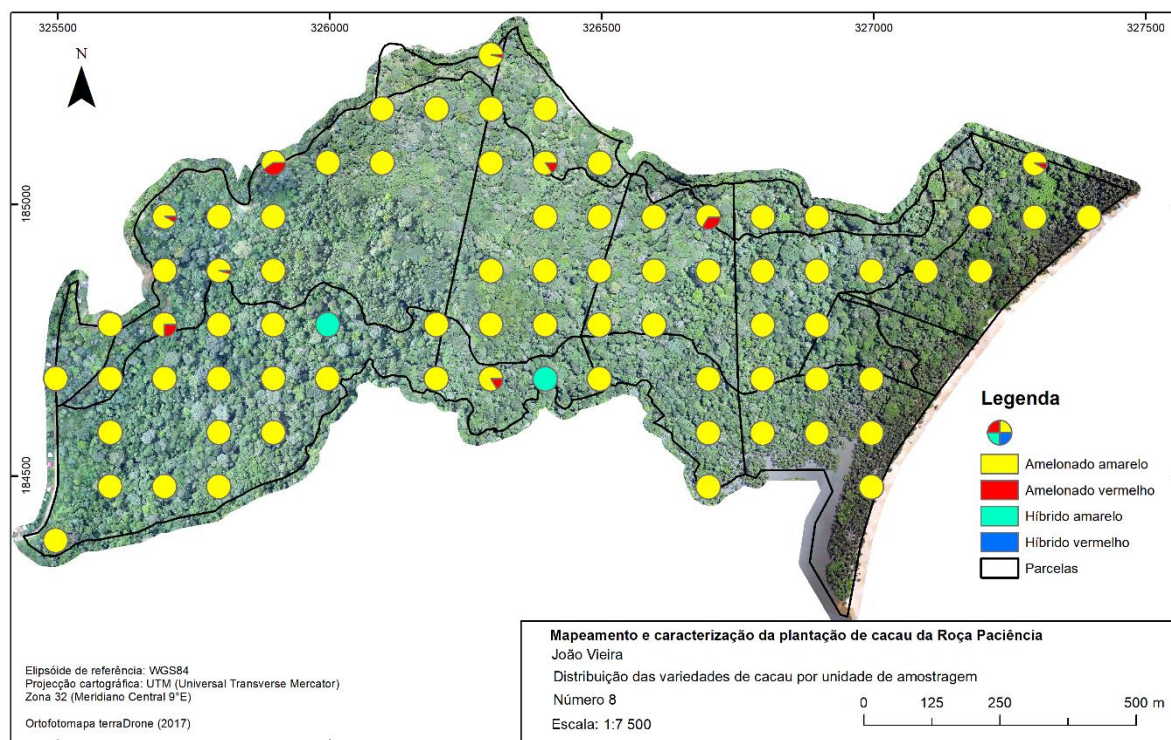 325500 326000 326500 327000 327500
N
185000
184500
Legenda
Amelonado amarelo
Amelonado vermelho
Híbrido amarelo
Híbrido vermelho
Parcelas
Elipsóide de referência: WGS84
Projecção cartográfica: UTM (Universal Transverse Mercator)
Zona 32 (Meridiano Central 9°E)
Ortofotomapa terraDrone (2017)
Mapeamento e caracterização da plantação de cacau da Roça Paciência
João Vieira
Distribuição das variedades de cacau por unidade de amostragem
Número 8
Escala: 1:7 500
0 125 250 500 m